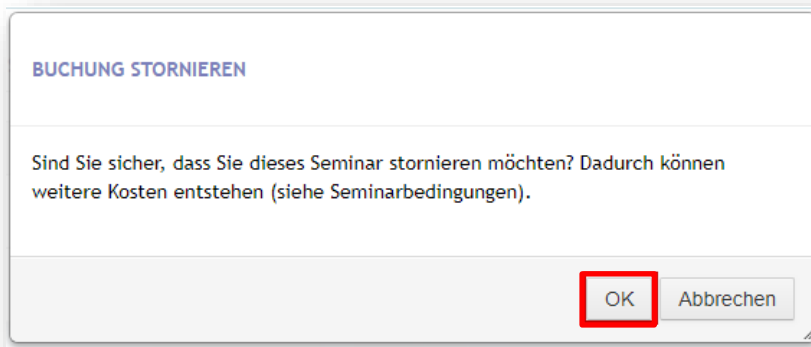 BUCHUNG STORNIEREN
Sind Sie sicher, dass Sie dieses Seminar stornieren möchten? Dadurch können
weitere Kosten entstehen (siehe Seminarbedingungen).
OK Abbrechen